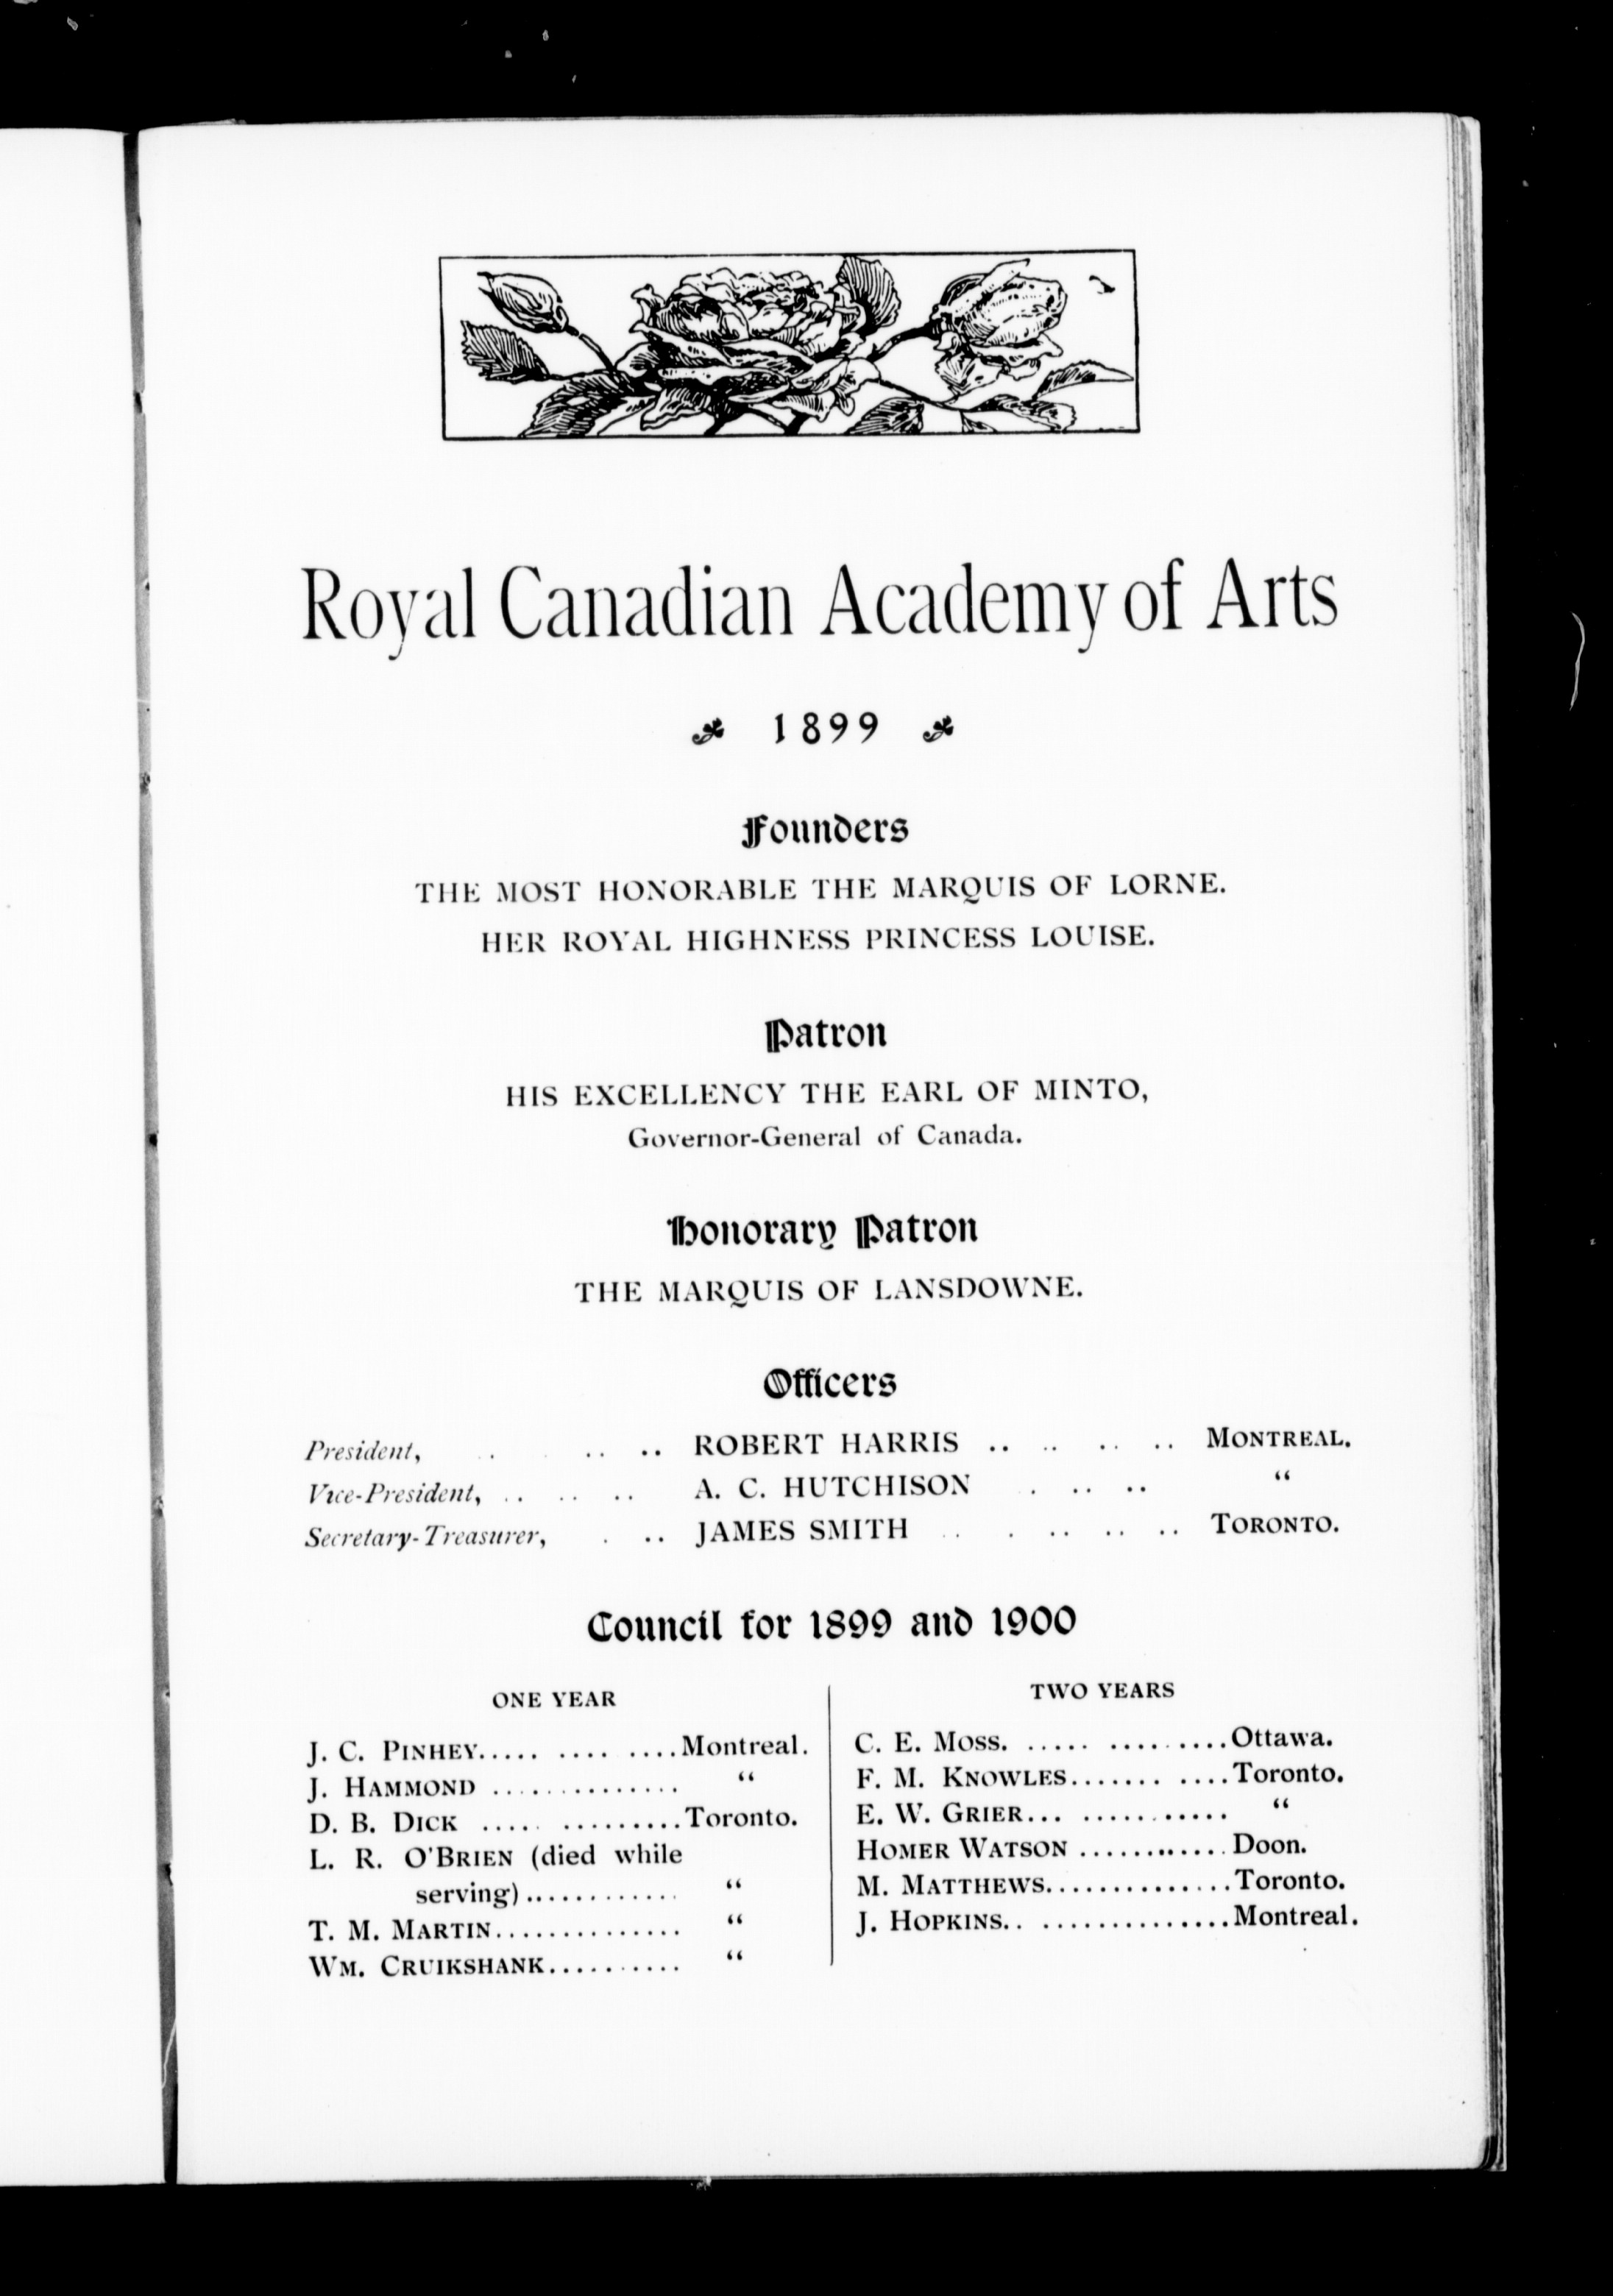 Royal Canadian Academy of Arts
1899
Founders
THE MOST HONORABLE THE MARQUIS OF LORNE.
HER ROYAL HIGHNESS PRINCESS LOUISE.
Patron
HIS EXCELLENCY THE EARL OF MINTO,
Governor-General of Canada.
Honorary Patron
THE MARQUIS OF LANSDOWNE.
Officers
President, . .. .. ROBERT HARRIS .. .. .. .. MONTREAL.
Vice-President, .. .. .. A. C. HUTCHISON . .. .. “
Secretary-Treasurer, . .. JAMES SMITH .. . .. .. .. TORONTO.
Council for 1899 and 1900
ONE YEAR
J. C. PINHEY..... .... ....Montreal.
J. HAMMOND .............. “
D. B. DICK ..... .........Toronto.
L. R. O'BRIEN (died while
serving)............ “
T. M. MARTIN.............. “
WM. CRUIKSHANK.......... “
TWO YEARS
C. E. MOSS. ..... .........Ottawa.
F. M. KNOWLES....... ....Toronto.
E. W. GRIER... ........... “
HOMER WATSON ...........Doon.
M. MATTHEWS..............Toronto.
J. HOPKINS.. ..............Montreal.